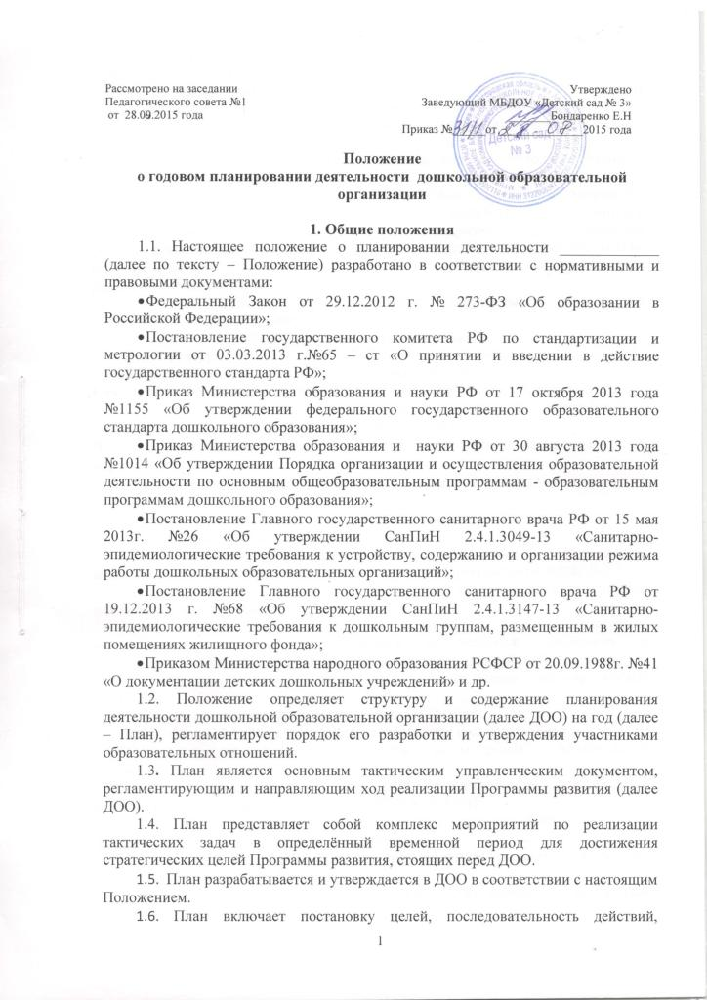 Рассмотрено на заседании
Педагогического совета №1
от 28.08.2015 года
Утверждено
Заведующий МБДОУ «Детский сад № 3»
Бондаренко Е.Н
Приказ № от 28 08 2015 года
Детский сад
№ 3
Положение
о годовом планировании деятельности дошкольной образовательной
организации
1. Общие положения
1.1. Настоящее положение о планировании деятельности _____________
(далее по тексту – Положение) разработано в соответствии с нормативными и
правовыми документами:
•Федеральный Закон от 29.12.2012 г. № 273-ФЗ «Об образовании в
Российской Федерации»;
•Постановление государственного комитета РФ по стандартизации и
метрологии от 03.03.2013 г.№65 – ст «О принятии и введении в действие
государственного стандарта РФ»;
•Приказ Министерства образования и науки РФ от 17 октября 2013 года
№1155 «Об утверждении федерального государственного образовательного
стандарта дошкольного образования»;
•Приказ Министерства образования и науки РФ от 30 августа 2013 года
№1014 «Об утверждении Порядка организации и осуществления образовательной
деятельности по основным общеобразовательным программам - образовательным
программам дошкольного образования»;
•Постановление Главного государственного санитарного врача РФ от 15 мая
2013г. №26 «Об утверждении СанПиН 2.4.1.3049-13 «Санитарно-
эпидемиологические требования к устройству, содержанию и организации режима
работы дошкольных образовательных организаций»;
•Постановление Главного государственного санитарного врача РФ от
19.12.2013 г. №68 «Об утверждении СанПиН 2.4.1.3147-13 «Санитарно-
эпидемиологические требования к дошкольным группам, размещенным в жилых
помещениях жилищного фонда»;
•Приказом Министерства народного образования РСФСР от 20.09.1988г. №41
«О документации детских дошкольных учреждений» и др.
1.2. Положение определяет структуру и содержание планирования
деятельности дошкольной образовательной организации (далее ДОО) на год (далее
– План), регламентирует порядок его разработки и утверждения участниками
образовательных отношений.
1.3. План является основным тактическим управленческим документом,
регламентирующим и направляющим ход реализации Программы развития (далее
ДОО).
1.4. План представляет собой комплекс мероприятий по реализации
тактических задач в определённый временной период для достижения
стратегических целей Программы развития, стоящих перед ДОО.
1.5. План разрабатывается и утверждается в ДОО в соответствии с настоящим
Положением.
1.6. План включает постановку целей, последовательность действий,
1